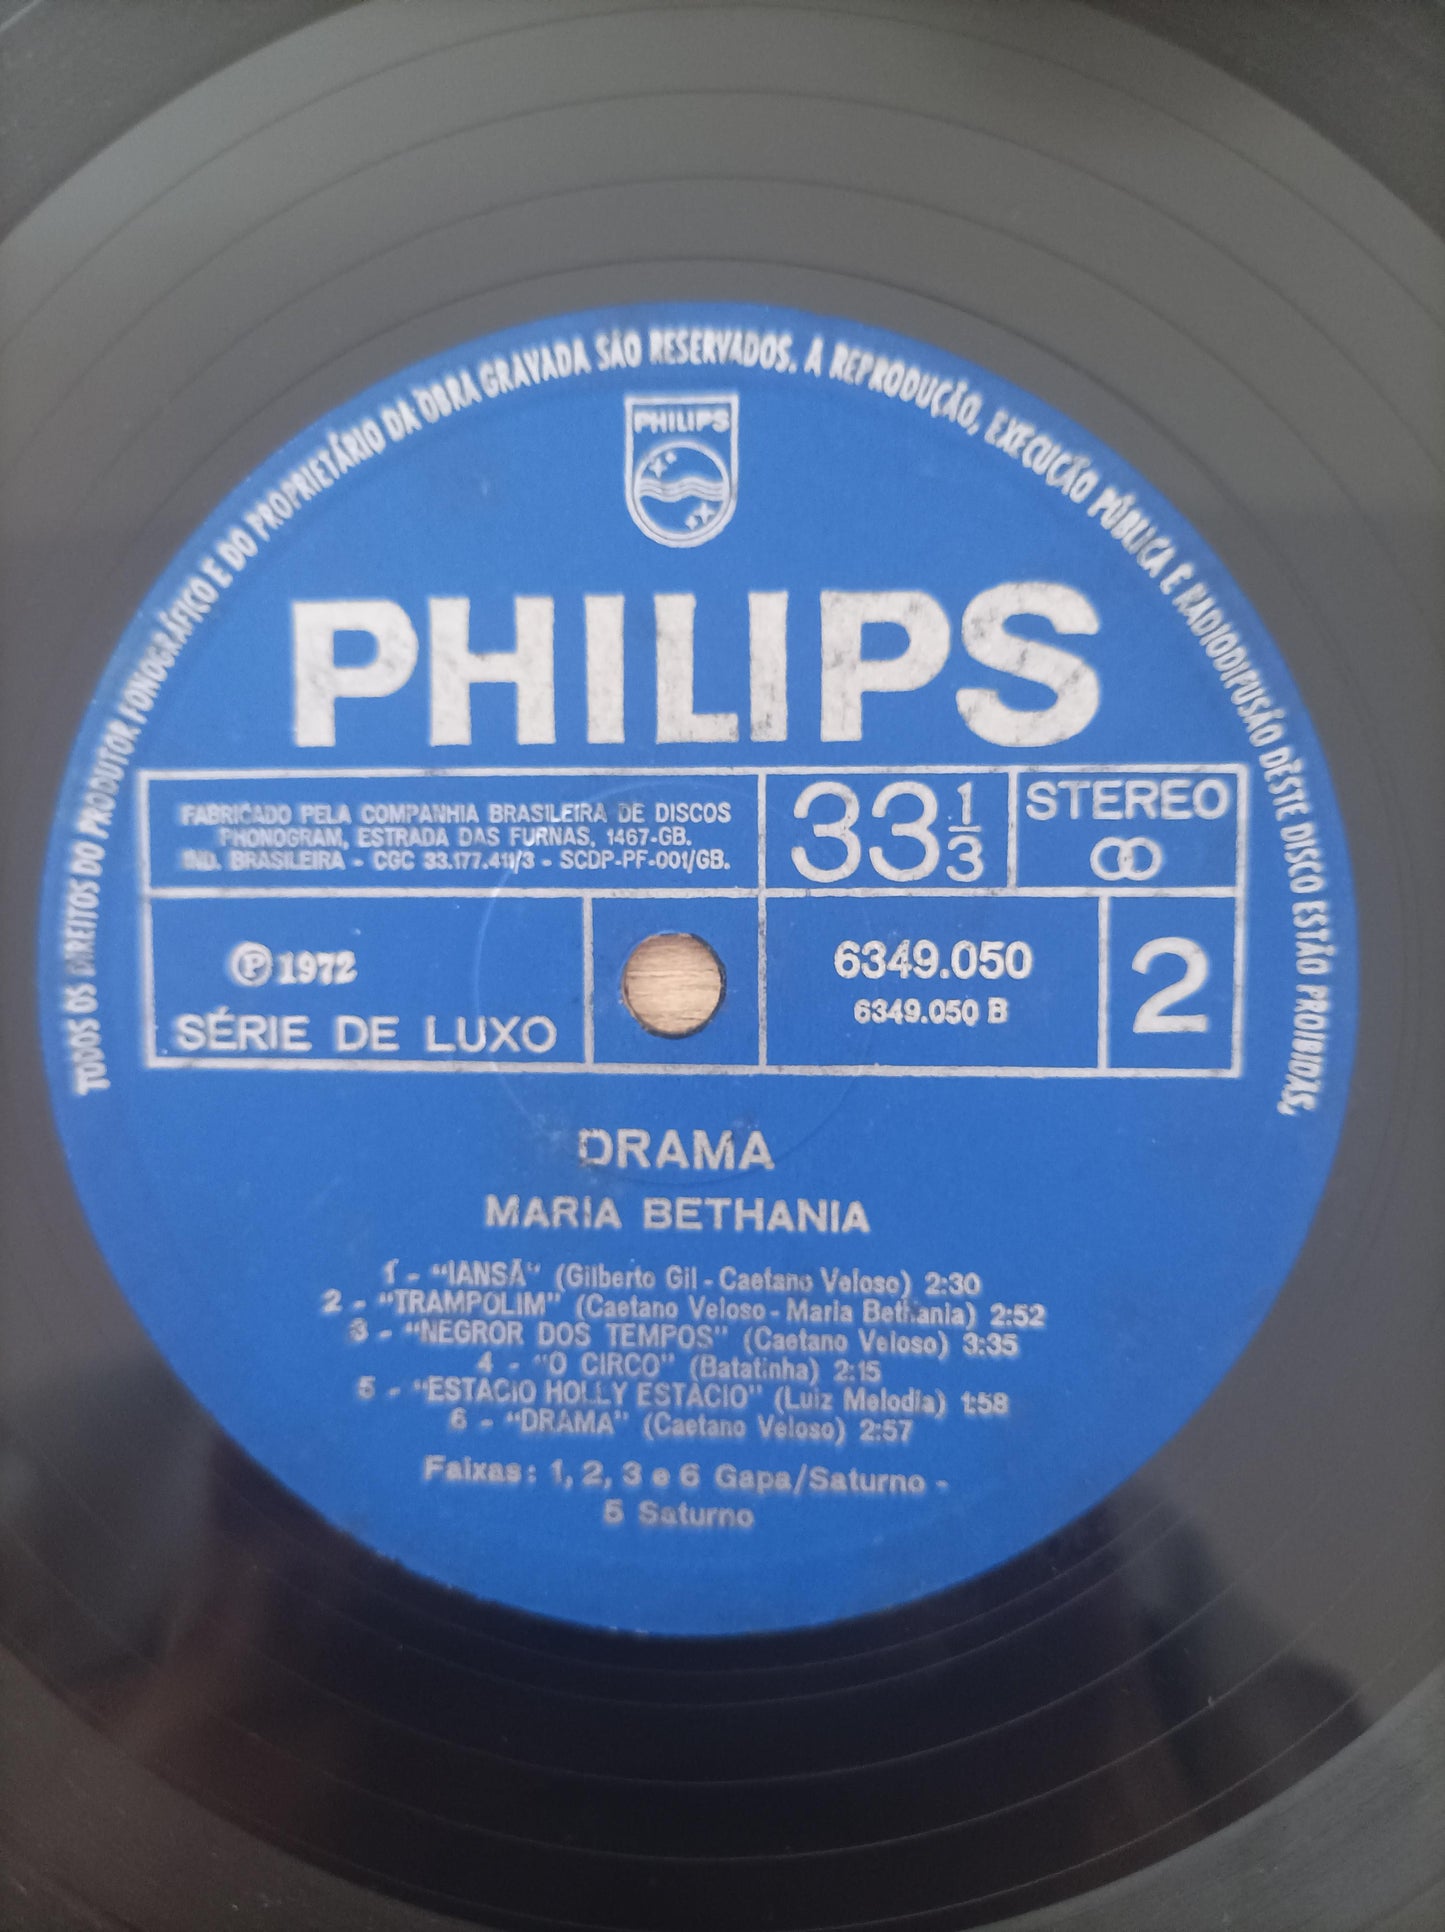 TODOS OS DIREITOS DO PRODUTOR FONOGRÁFICO E DO PROPRIETÁRIO DA OBRA GRAVADA SÃO RESERVADOS. A REPRODUÇÃO, EXECUÇÃO PÚBLICA E RADIODIFUSÃO DÊSTE DISCO ESTÃO PROIBIDAS.
PHILIPS
PHILIPS
FABRICADO PELA COMPANHIA BRASILEIRA DE DISCOS
PHONOGRAM, ESTRADA DAS FURNAS, 1467-GB.
IND. BRASILEIRA - CGC 33.177.411/3 - SCDP-PF-001/GB.
33 1/3
STEREO
℗ 1972
SÉRIE DE LUXO
6349.050
6349.050 B
2
DRAMA
MARIA BETHANIA
1 - "IANSÃ" (Gilberto Gil - Caetano Veloso) 2:30
2 - "TRAMPOLIM" (Caetano Veloso - Maria Bethania) 2:52
3 - "NEGROR DOS TEMPOS" (Caetano Veloso) 3:35
4 - "O CIRCO" (Batatinha) 2:15
5 - "ESTÁCIO HOLLY ESTÁCIO" (Luiz Melodia) 1:58
6 - "DRAMA" (Caetano Veloso) 2:57
Faixas: 1, 2, 3 e 6 Gapa/Saturno -
5 Saturno